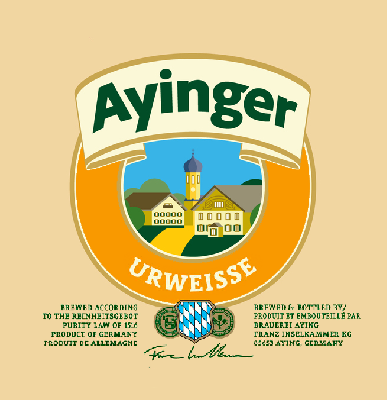 Ayinger
URWEISSE
BREWED ACCORDING
TO THE REINHEITSGEBOT
PURITY LAW OF
PRODUCT OF GERMANY
PRODUIT DE ALLEMAGNE
BREWED & BOTTLED BY/
PRODUIT ET EMBOUTEILLÉ PAR
BRAUEREI AYING
FRANZ INSELKAMMER KG
85653 AYING, GERMANY